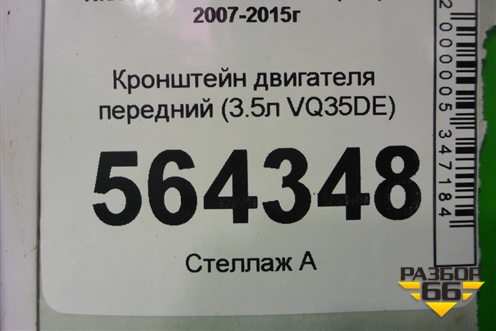 2007-2015г
Кронштейн двигателя
передний (3.5л VQ35DE)
564348
Стеллаж А
2000005347184
РАЗБОР
66